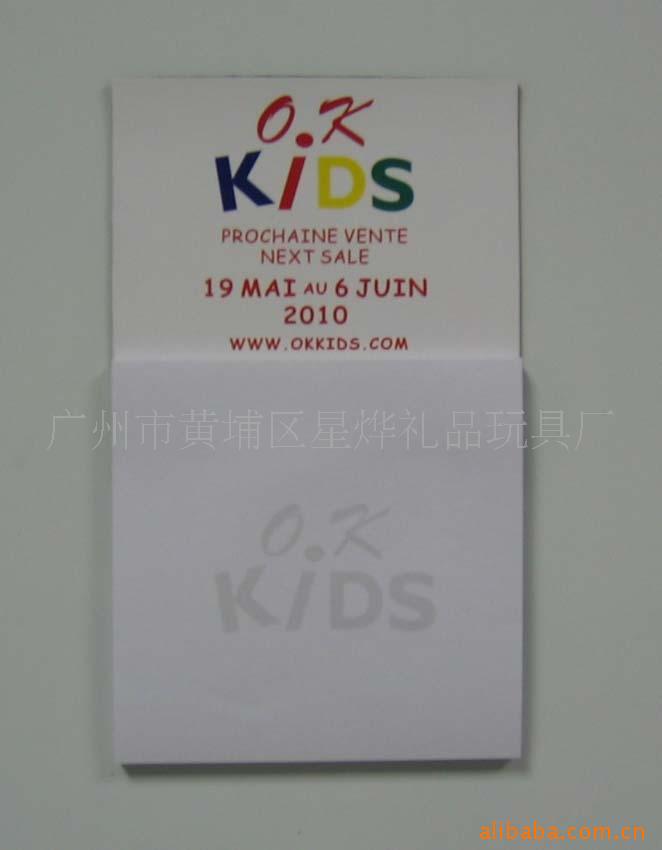 O.K
KiDS
PROCHAINE VENTE
NEXT SALE
19 MAI AU 6 JUIN
2010
WWW.OKKIDS.COM
广州市黄埔区星烨礼品玩具厂
O.K
KiDS
alibaba.com.cn